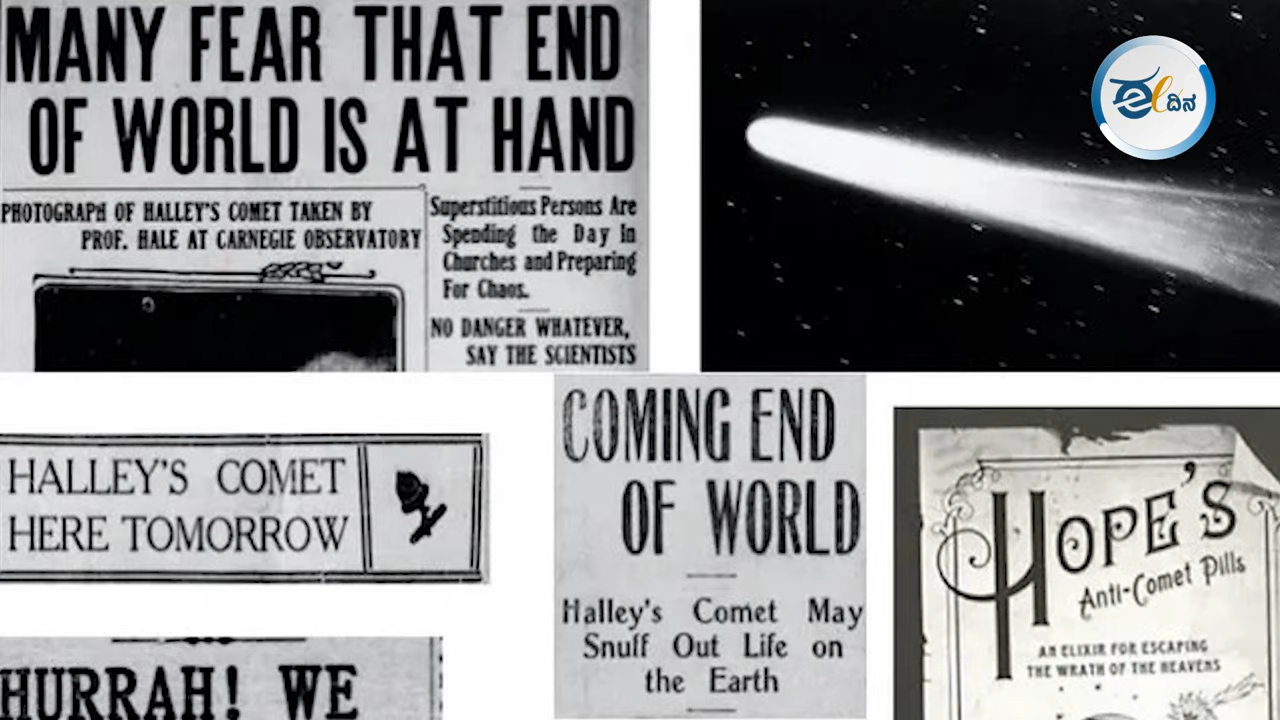 MANY FEAR THAT END
OF WORLD IS AT HAND
PHOTOGRAPH OF HALLEY'S COMET TAKEN BY
PROF. HALE AT CARNEGIE OBSERVATORY
Superstitious Persons Are
Spending the Day In
Churches and Preparing
For Chaos.
NO DANGER WHATEVER,
SAY THE SCIENTISTS
ಈ ದಿನ
HALLEY'S COMET
HERE TOMORROW
COMING END
OF WORLD
Halley's Comet May
Snuff Out Life on
the Earth
HOPE'S
Anti-Comet Pills
AN ELIXIR FOR ESCAPING
THE WRATH OF THE HEAVENS
HURRAH! WE